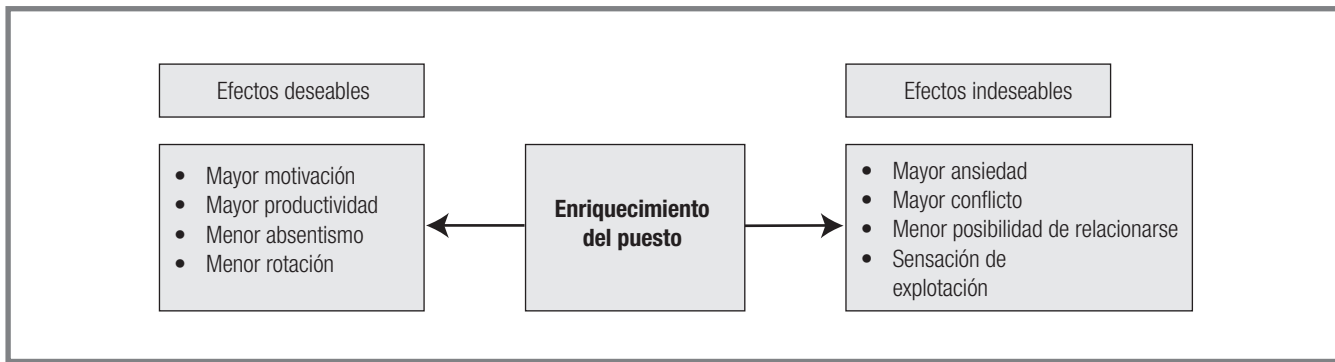 Efectos deseables
• Mayor motivación
• Mayor productividad
• Menor absentismo
• Menor rotación
Enriquecimiento
del puesto
Efectos indeseables
• Mayor ansiedad
• Mayor conflicto
• Menor posibilidad de relacionarse
• Sensación de
explotación